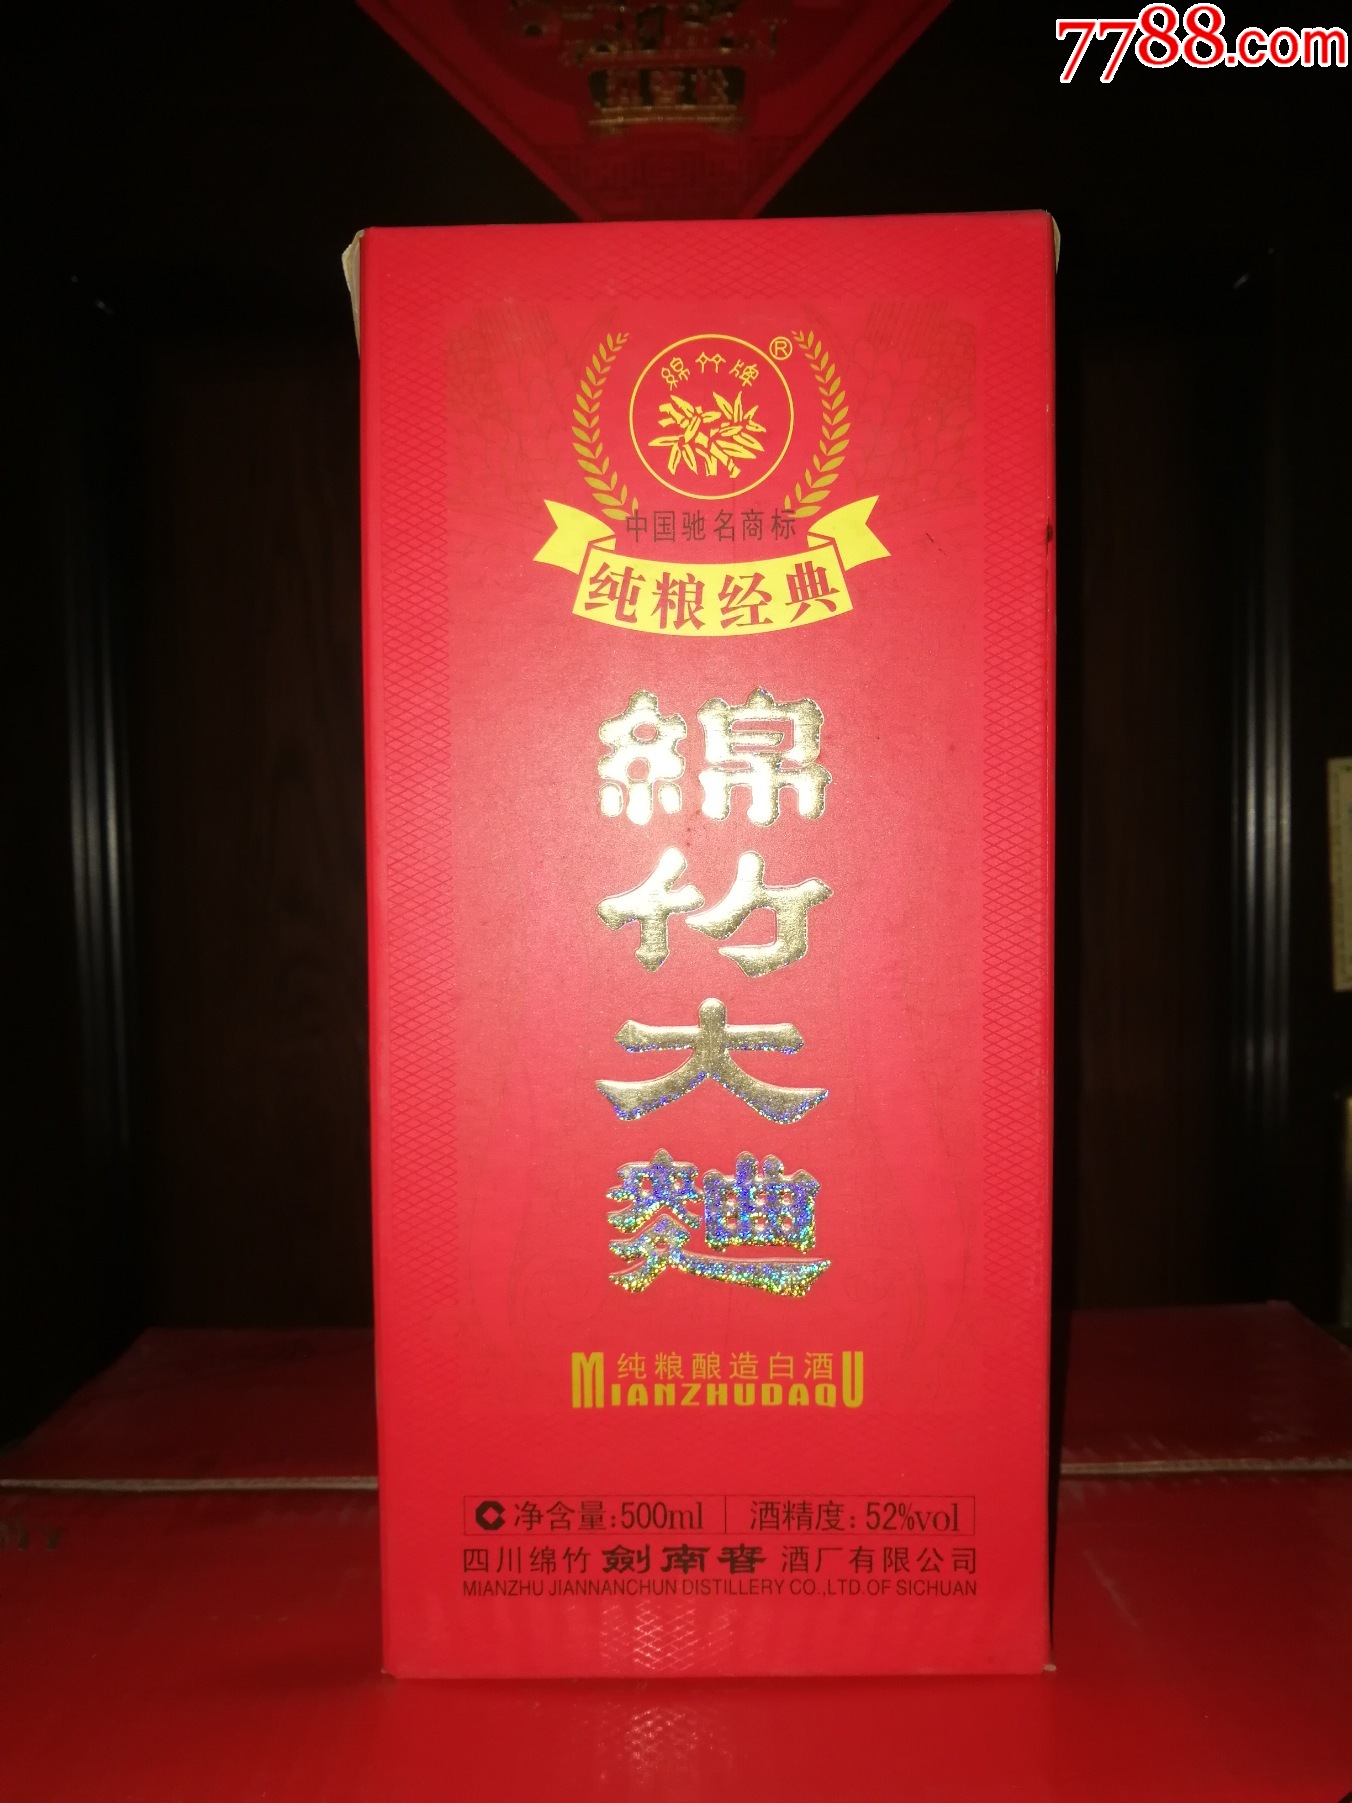 7788.com
綿竹牌
®
中国驰名商标
纯粮经典
綿
竹
大
麯
纯粮酿造白酒
MIANZHUDAQU
净含量:500ml 酒精度:52%vol
四川绵竹 劍南春 酒厂有限公司
MIANZHU JIANNANCHUN DISTILLERY CO.,LTD.OF SICHUAN